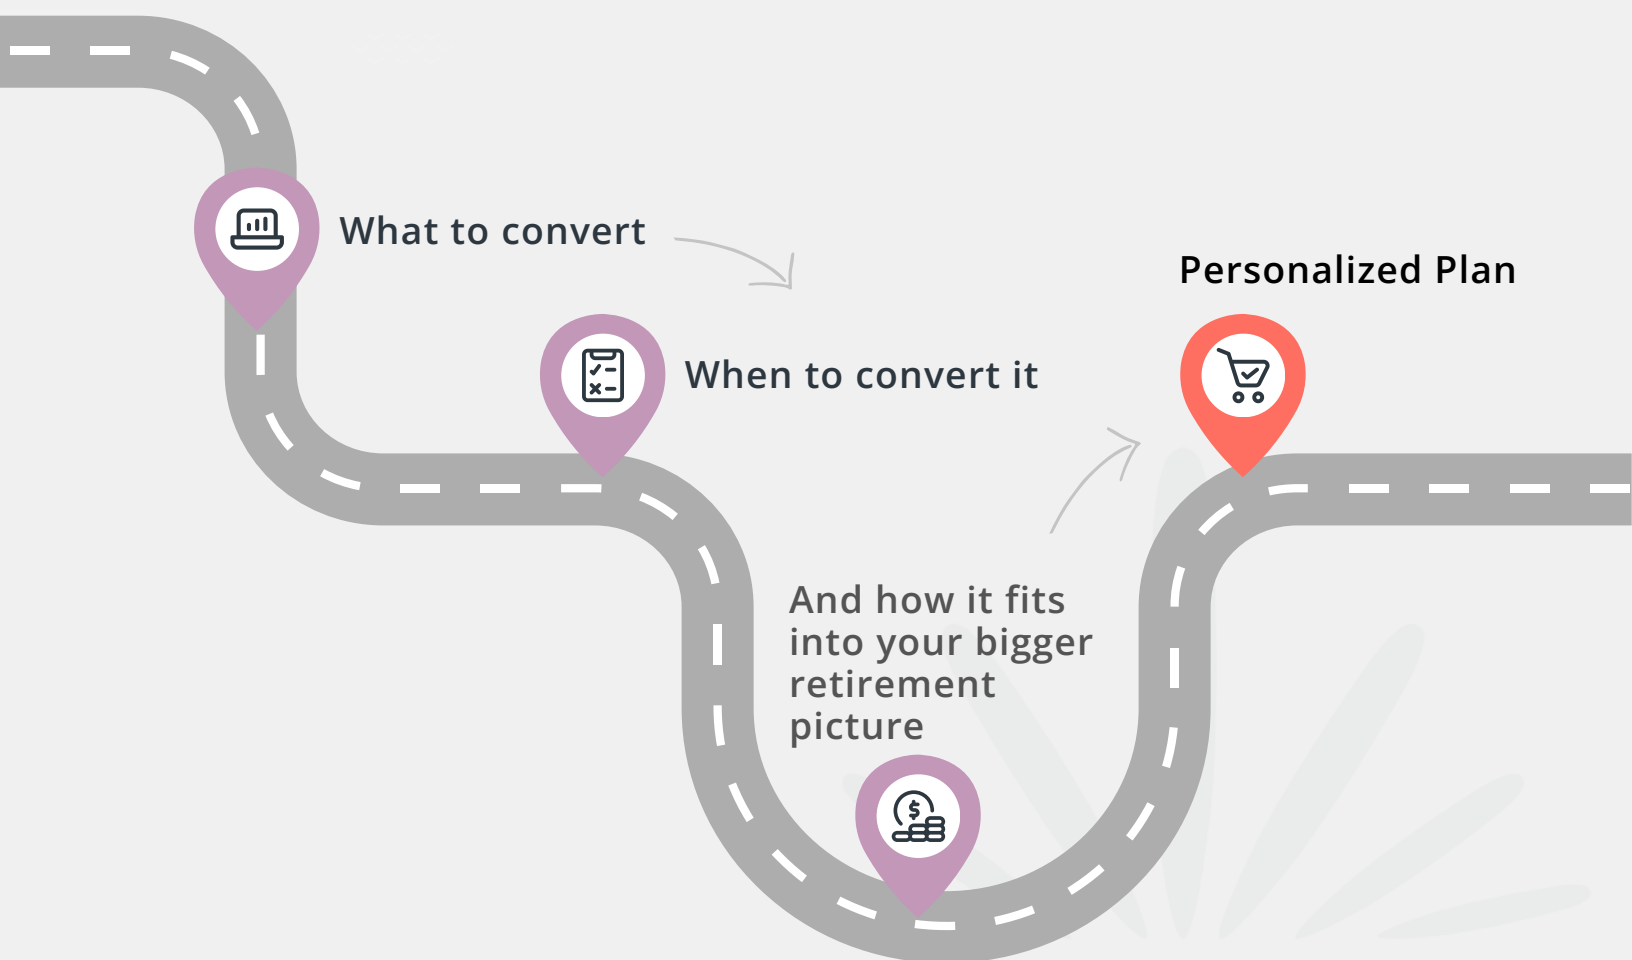 What to convert
When to convert it
And how it fits
into your bigger
retirement
picture
Personalized Plan
$